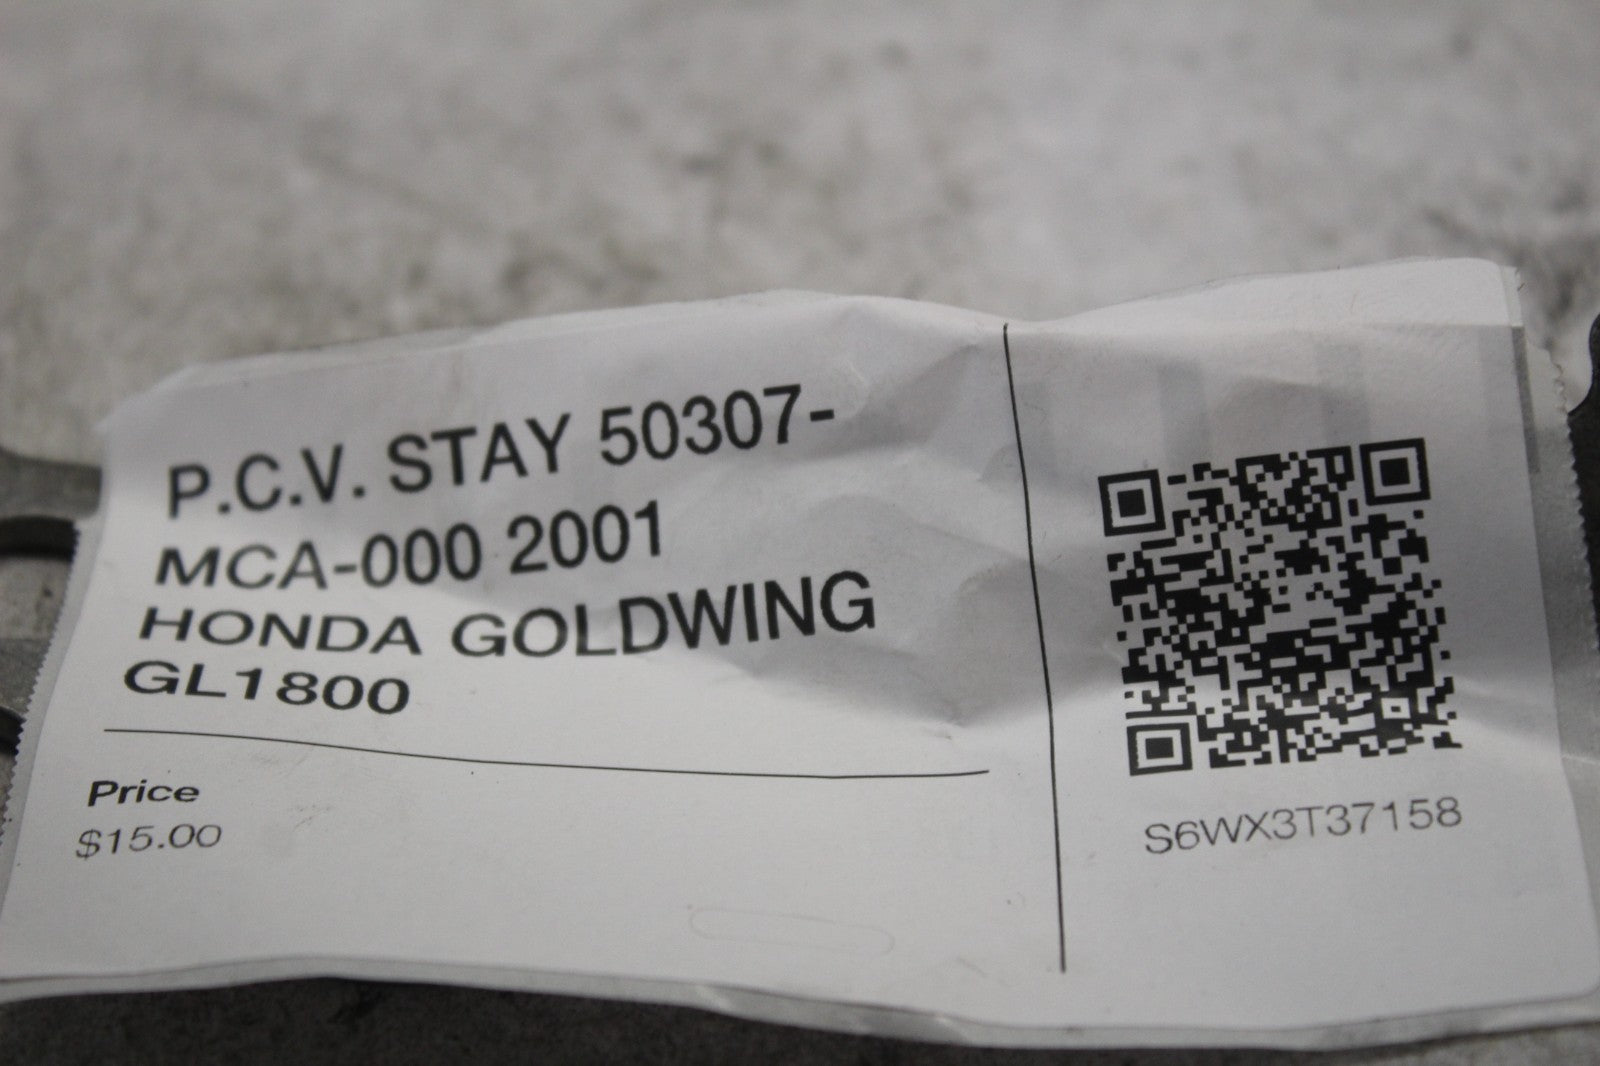 P.C.V. STAY 50307-
MCA-000 2001
HONDA GOLDWING
GL1800
Price
$15.00
S6WX3T37158